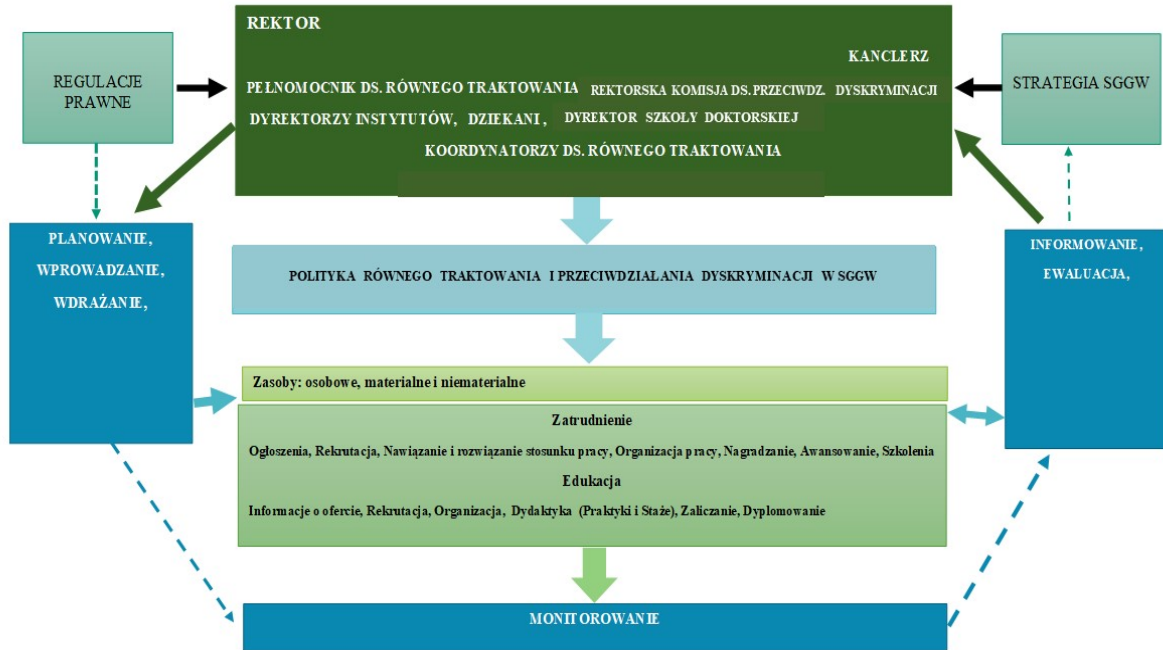 REKTOR
KANCLERZ
REGULACJE
PRAWNE
PEŁNOMOCNIK DS. RÓWNEGO TRAKTOWANIA REKTORSKA KOMISJA DS. PRZECIWDZ. DYSKRYMINACJI
DYREKTORZY INSTYTUTÓW, DZIEKANI , DYREKTOR SZKOLY DOKTORSKIEJ
KOORDYNATORZY DS. RÓWNEGO TRAKTOWANIA
STRATEGIA SGGW
PLANOWANIE,
WPROWADZANIE,
WDRAŻANIE,
POLITYKA RÓWNEGO TRAKTOWANIA I PRZECIWDZIALANIA DYSKRYMINACJI W SGGW
INFORMOWANIE,
EWALUACJA,
Zasoby: osobowe, materialne i niematerialne
Zatrudnienie
Ogłoszenia, Rekrutacja, Nawiązanie i rozwiązanie stosunku pracy, Organizacja pracy, Nagradzanie, Awansowanie, Szkolenia
Edukacja
Informacje o ofercie, Rekrutacja, Organizacja, Dydaktyka (Praktyki i Staże), Zaliczanie, Dyplomowanie
MONITOROWANIE